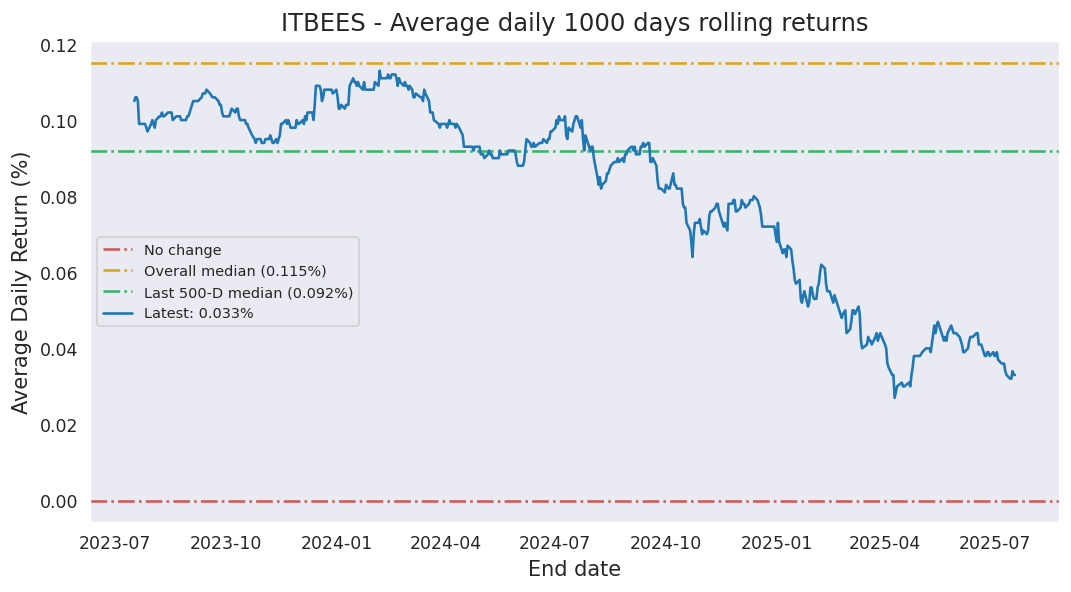 ITBEES - Average daily 1000 days rolling returns
Average Daily Return (%)
0.12
0.10
0.08
0.06
0.04
0.02
0.00
No change
Overall median (0.115%)
Last 500-D median (0.092%)
Latest: 0.033%
2023-07 2023-10 2024-01 2024-04 2024-07 2024-10 2025-01 2025-04 2025-07
End date